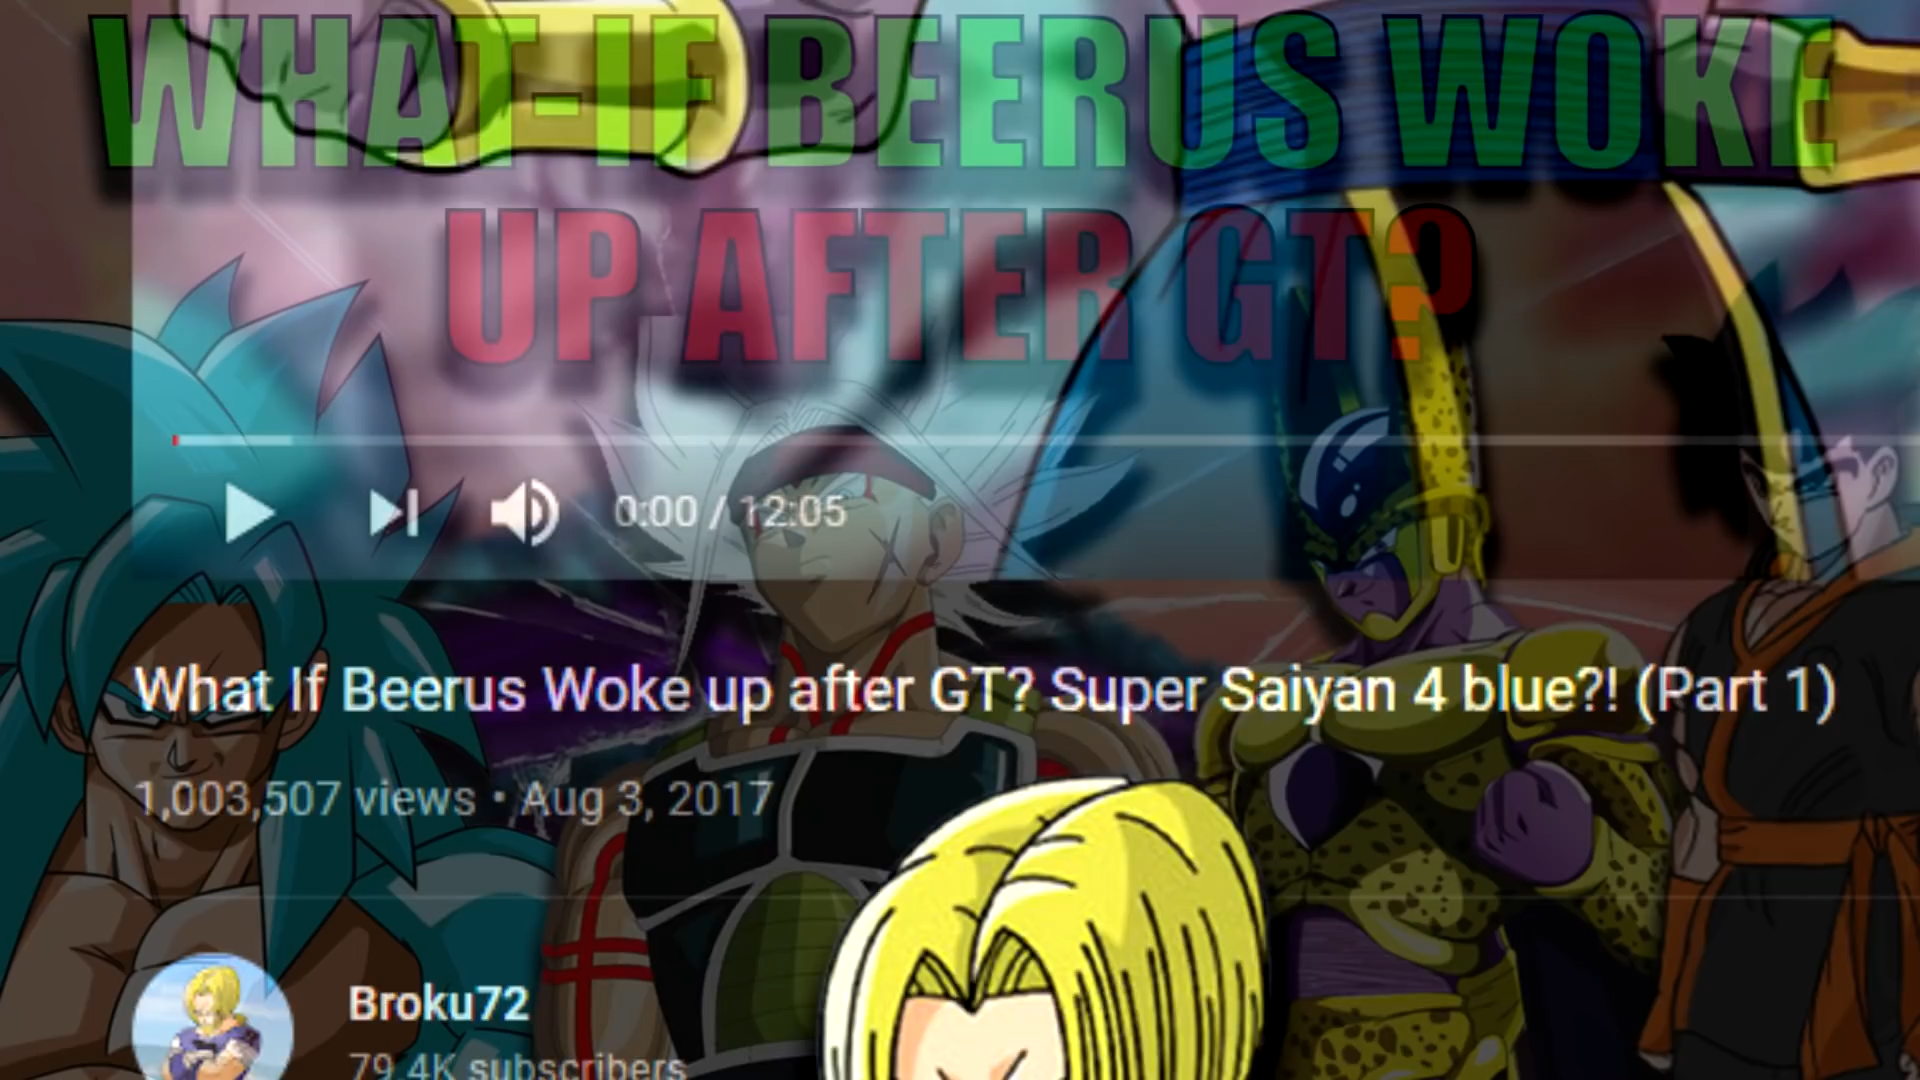 WHAT-IF BEERUS WOKE
UP AFTER GT?
0:00 / 12:05
What If Beerus Woke up after GT? Super Saiyan 4 blue?! (Part 1)
1,003,507 views • Aug 3, 2017
Broku72
79.4K subscribers